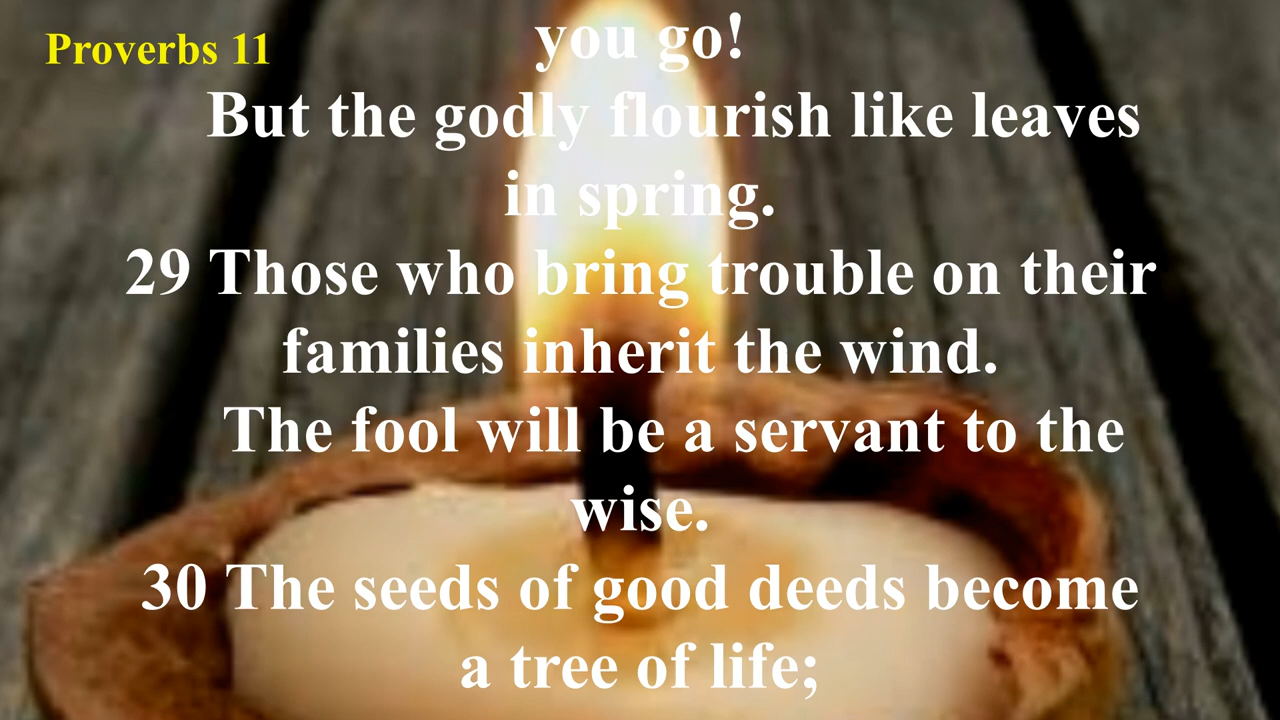 Proverbs 11
you go!
But the godly flourish like leaves
in spring.
29 Those who bring trouble on their
families inherit the wind.
The fool will be a servant to the
wise.
30 The seeds of good deeds become
a tree of life;